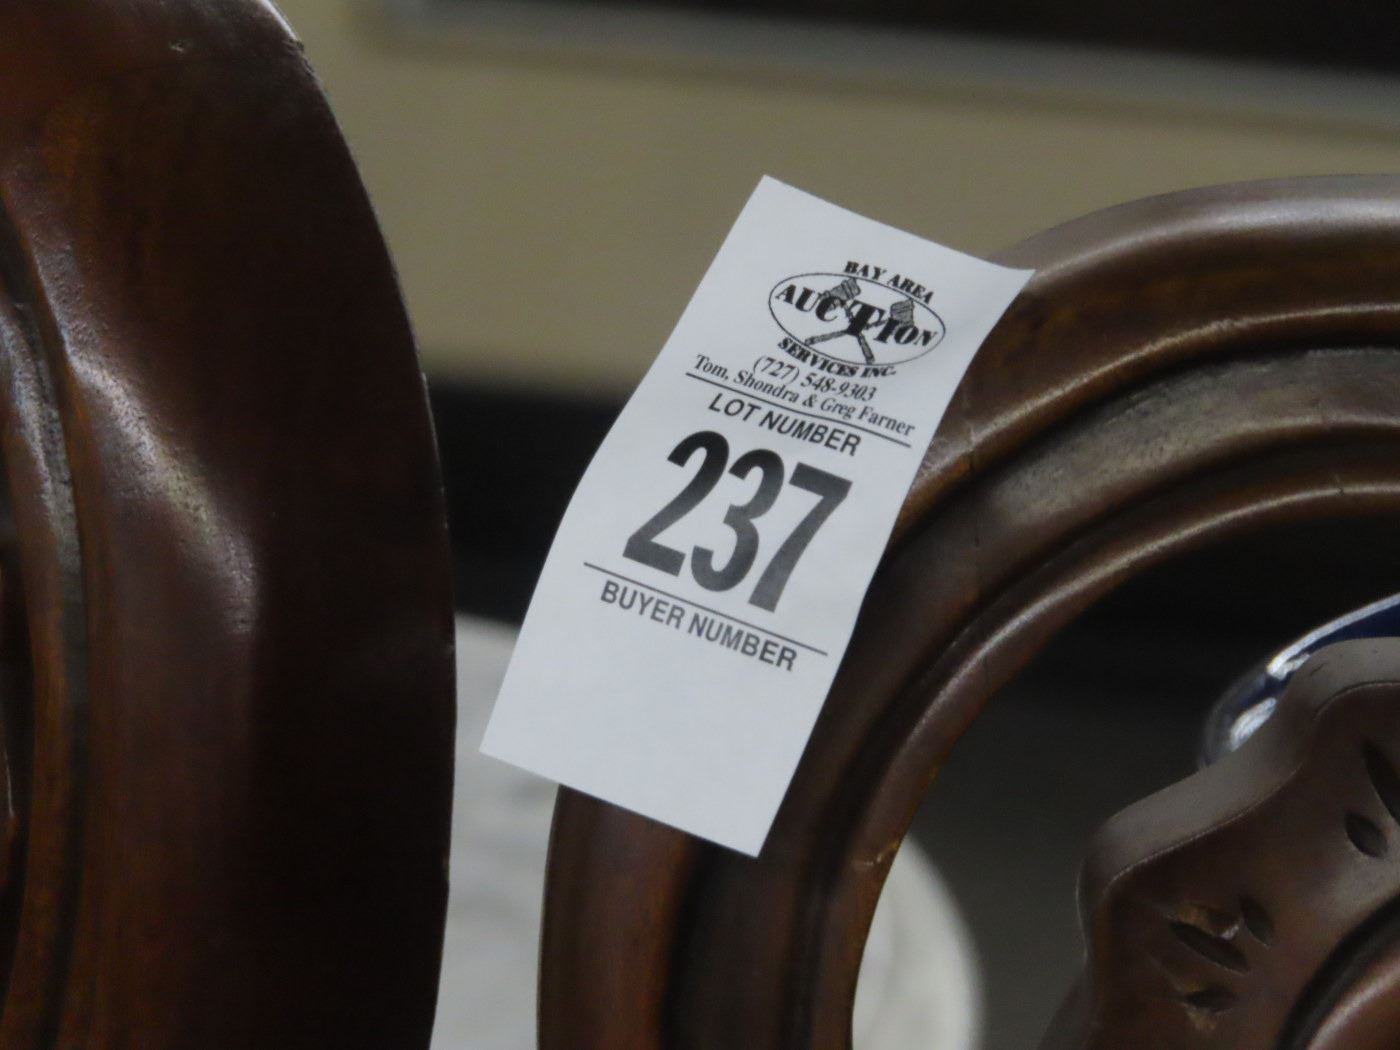 BAY AREA
AUCTION
SERVICES INC.
(727) 548-9303
Tom, Shondra & Greg Farner
LOT NUMBER
237
BUYER NUMBER